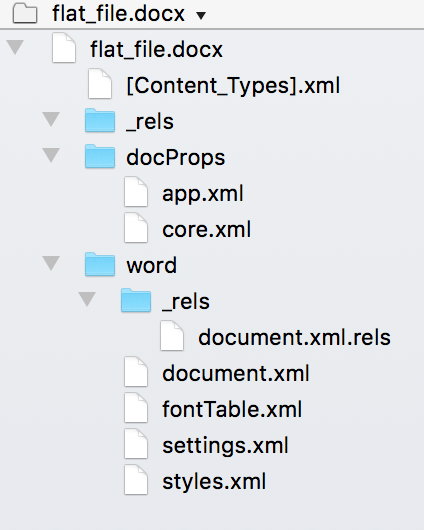 flat_file.docx
flat_file.docx
[Content_Types].xml
_rels
docProps
app.xml
core.xml
word
_rels
document.xml.rels
document.xml
fontTable.xml
settings.xml
styles.xml